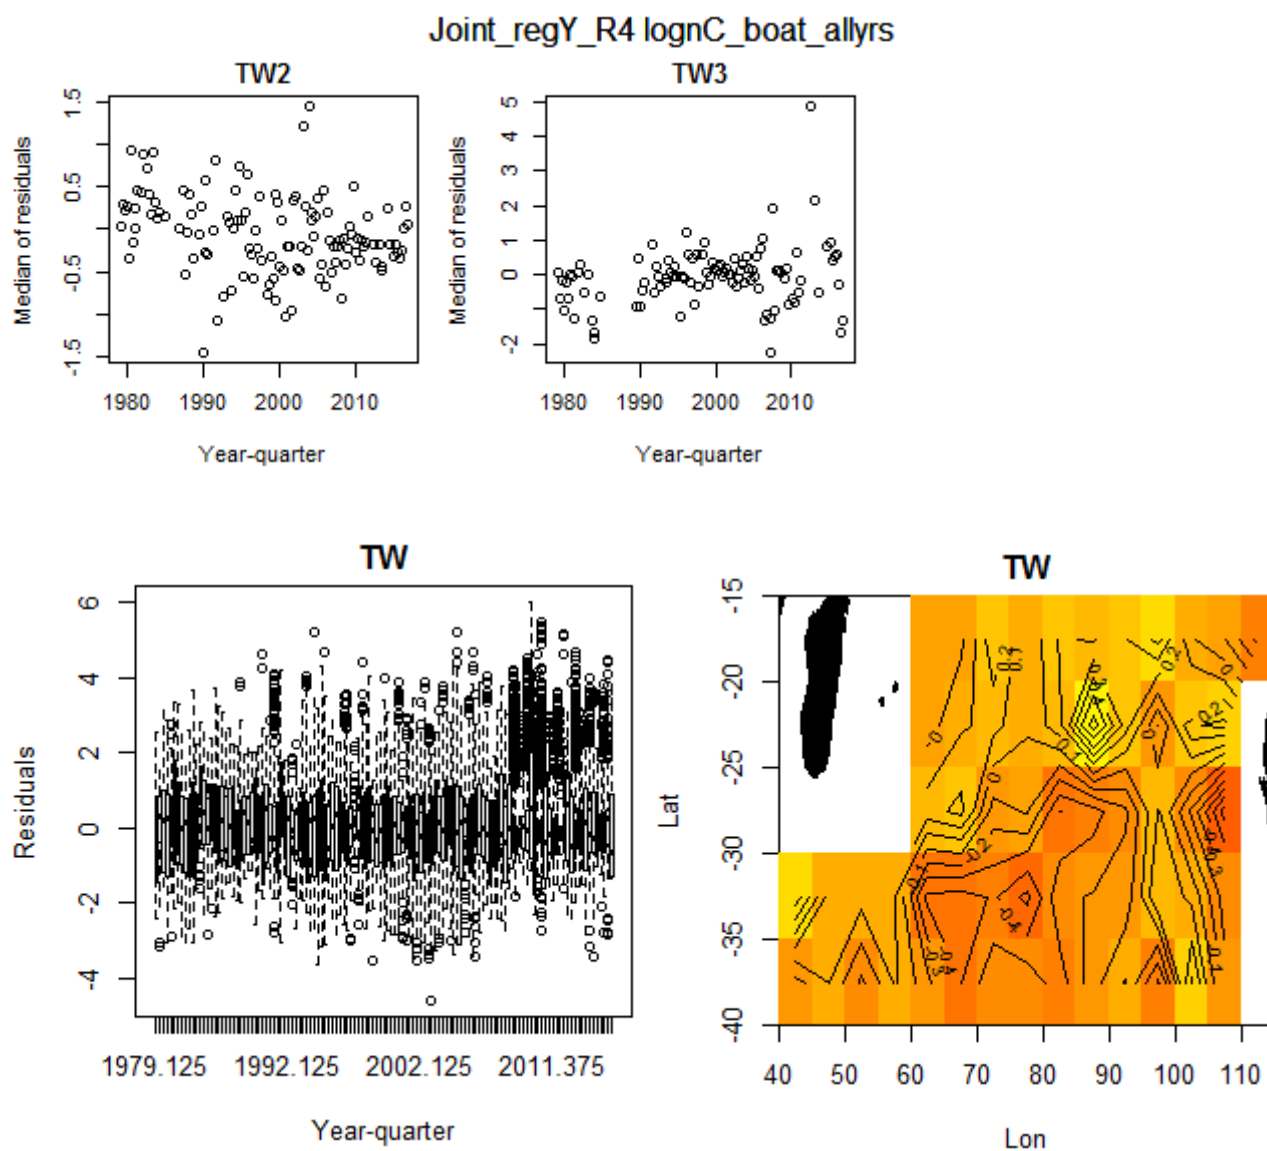 Joint_regY_R4 lognC_boat_allyrs
TW2
TW3
Median of residuals
1.5
0.5
-0.5
-1.5
1980 1990 2000 2010
Year-quarter
Median of residuals
5
4
3
2
1
0
-2
1980 1990 2000 2010
Year-quarter
TW
Residuals
6
4
2
0
-2
-4
1979.125 1992.125 2002.125 2011.375
Year-quarter
TW
Lat
-15
-20
-25
-30
-35
-40
40 50 60 70 80 90 100 110
Lon